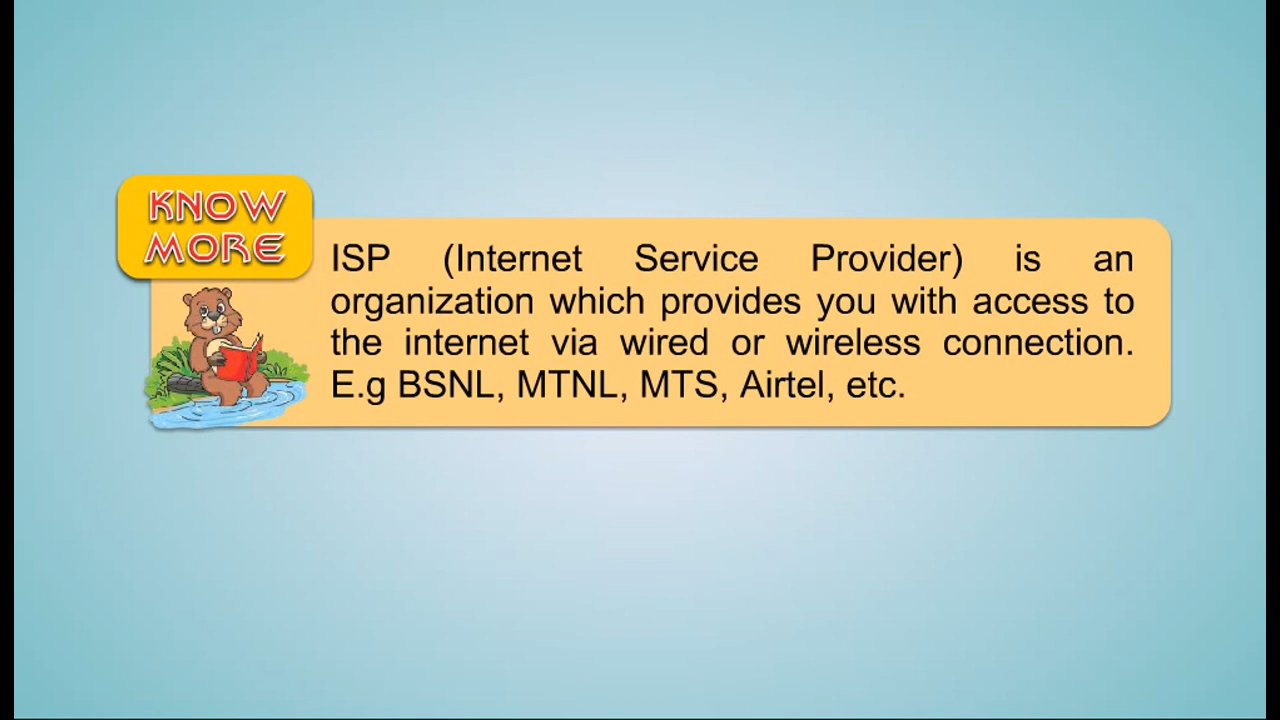 KNOW
MORE
ISP (Internet Service Provider) is an
organization which provides you with access to
the internet via wired or wireless connection.
E.g BSNL, MTNL, MTS, Airtel, etc.